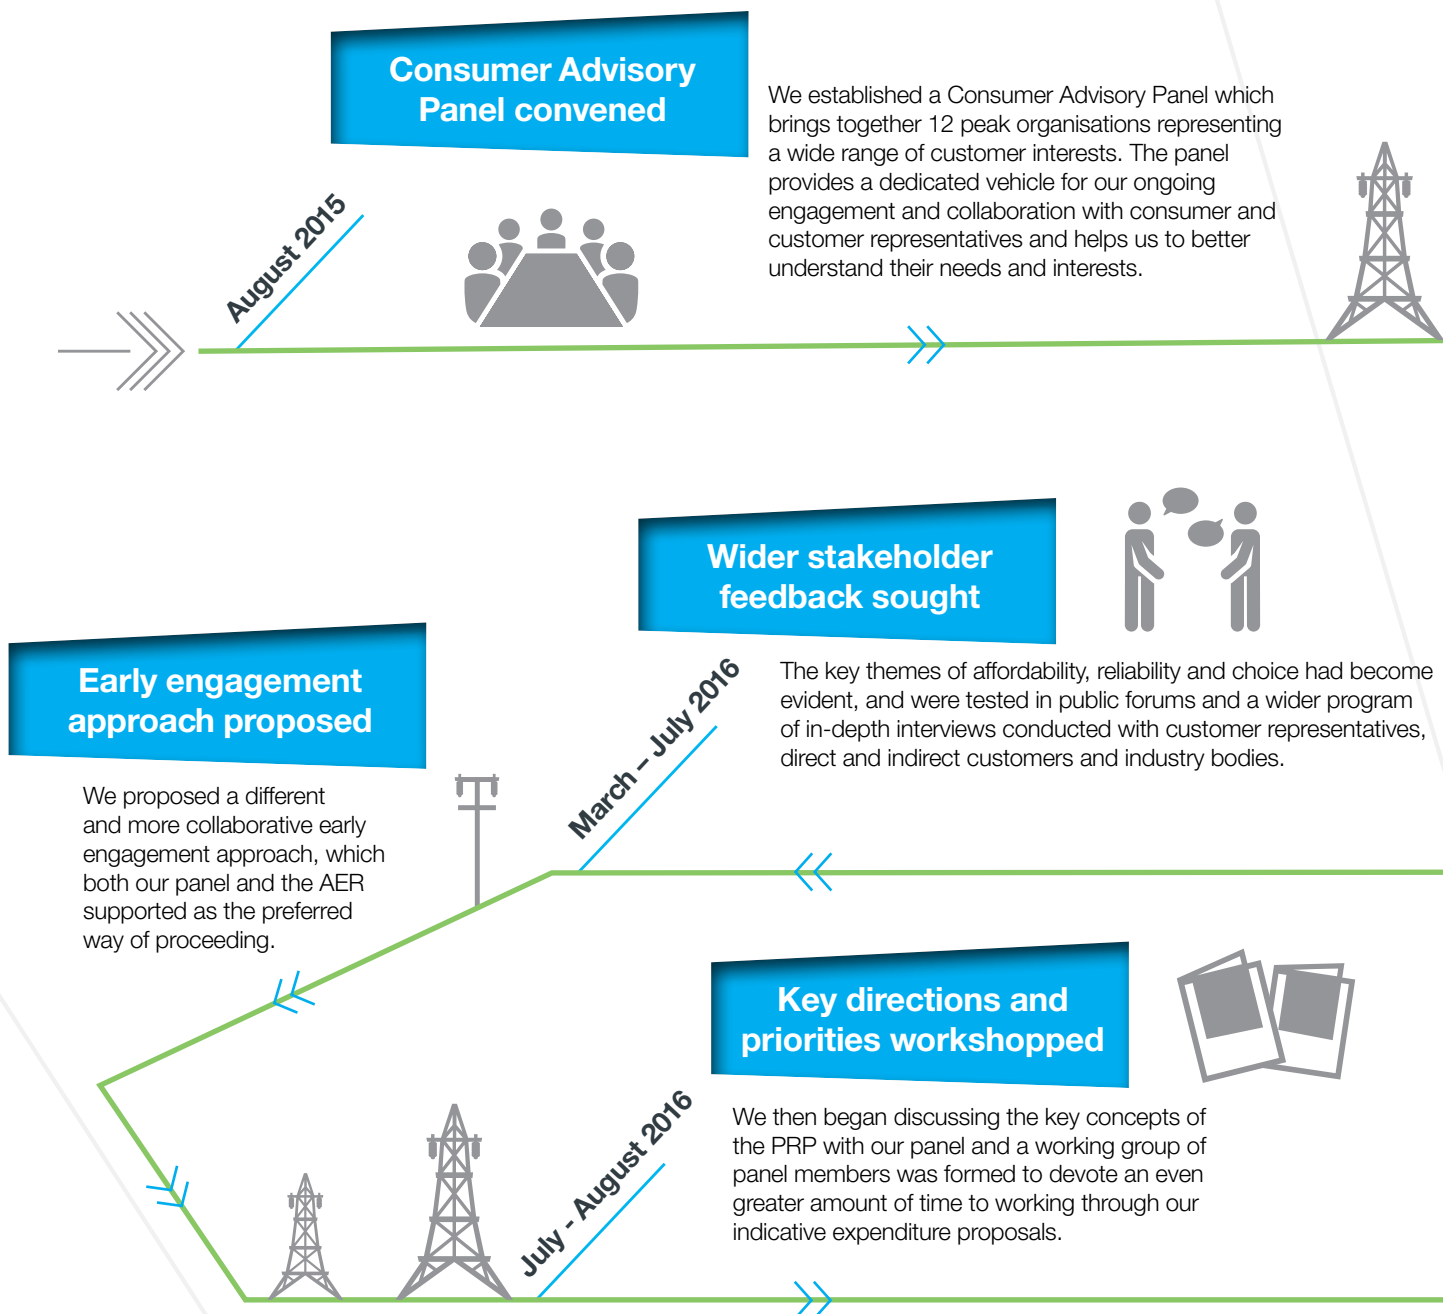 Consumer Advisory
Panel convened
We established a Consumer Advisory Panel which
brings together 12 peak organisations representing
a wide range of customer interests. The panel
provides a dedicated vehicle for our ongoing
engagement and collaboration with consumer and
customer representatives and helps us to better
understand their needs and interests.
August 2015
Wider stakeholder
feedback sought
The key themes of affordability, reliability and choice had become
evident, and were tested in public forums and a wider program
of in-depth interviews conducted with customer representatives,
direct and indirect customers and industry bodies.
March – July 2016
Early engagement
approach proposed
We proposed a different
and more collaborative early
engagement approach, which
both our panel and the AER
supported as the preferred
way of proceeding.
Key directions and
priorities workshopped
We then began discussing the key concepts of
the PRP with our panel and a working group of
panel members was formed to devote an even
greater amount of time to working through our
indicative expenditure proposals.
July - August 2016